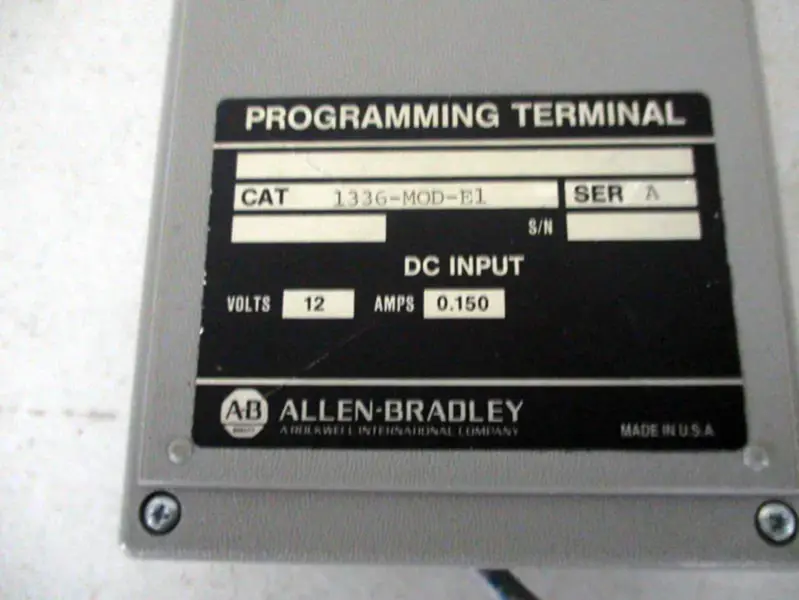 PROGRAMMING TERMINAL
CAT 1336-MOD-E1 SER A
S/N
DC INPUT
VOLTS 12 AMPS 0.150
A-B ALLEN-BRADLEY
A ROCKWELL INTERNATIONAL COMPANY
MADE IN U.S.A